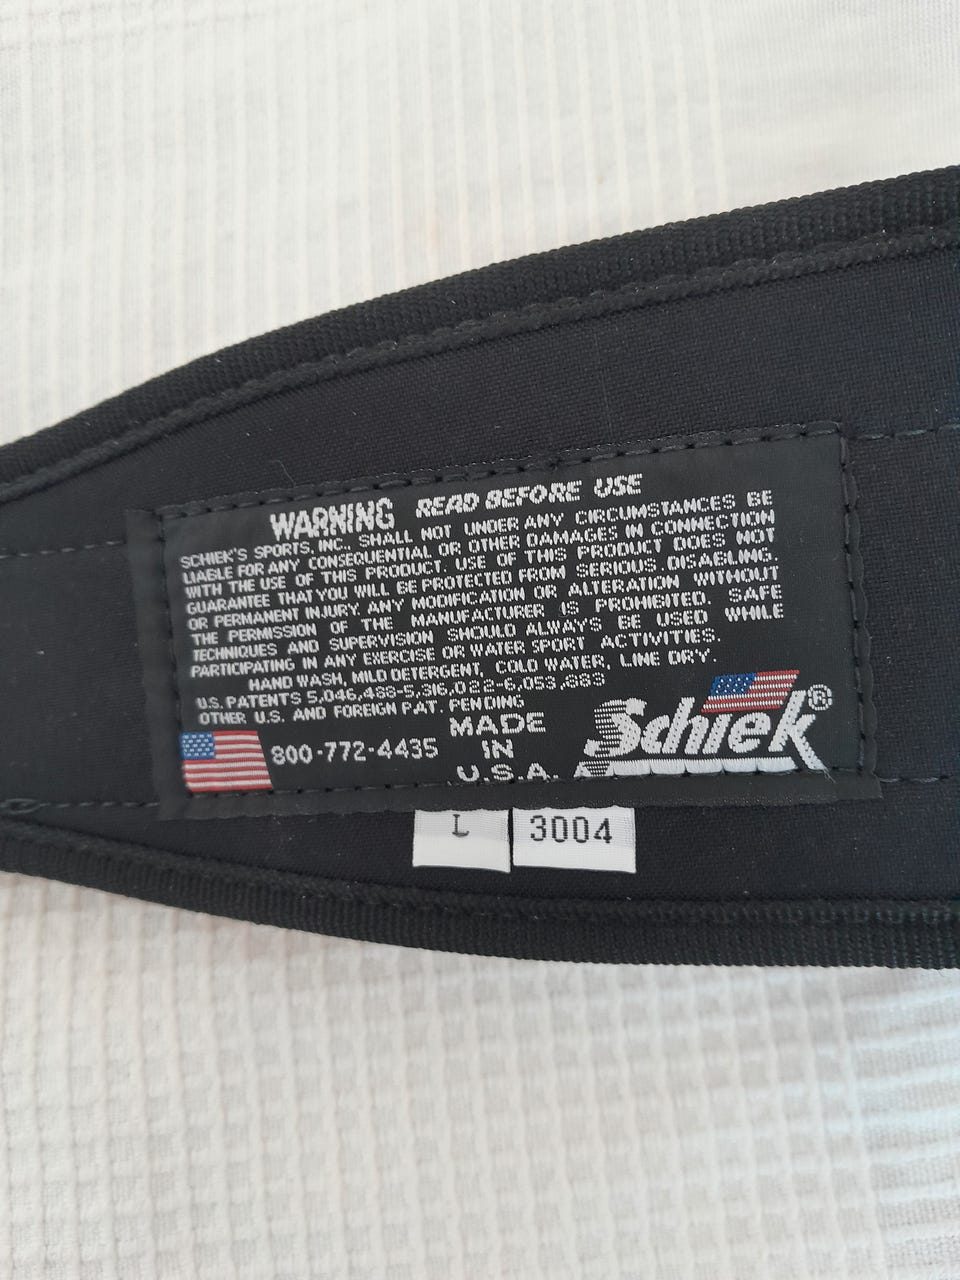 WARNING READ BEFORE USE
SCHIEK'S SPORTS, INC., SHALL NOT UNDER ANY CIRCUMSTANCES BE
LIABLE FOR ANY CONSEQUENTIAL OR OTHER DAMAGES IN CONNECTION
WITH THE USE OF THIS PRODUCT. USE OF THIS PRODUCT DOES NOT
GUARANTEE THAT YOU WILL BE PROTECTED FROM SERIOUS, DISABLING,
OR PERMANENT INJURY. ANY MODIFICATION OR ALTERATION WITHOUT
THE PERMISSION OF THE MANUFACTURER IS PROHIBITED. SAFE
TECHNIQUES AND SUPERVISION SHOULD ALWAYS BE USED WHILE
PARTICIPATING IN ANY EXERCISE OR WATER SPORT ACTIVITIES.
HAND WASH, MILD DETERGENT, COLD WATER, LINE DRY.
U.S. PATENTS 5,046,488-5,316,022-6,053,883
OTHER U.S. AND FOREIGN PAT. PENDING
800-772-4435
MADE
IN
U.S.A.
Schiek®
L
3004